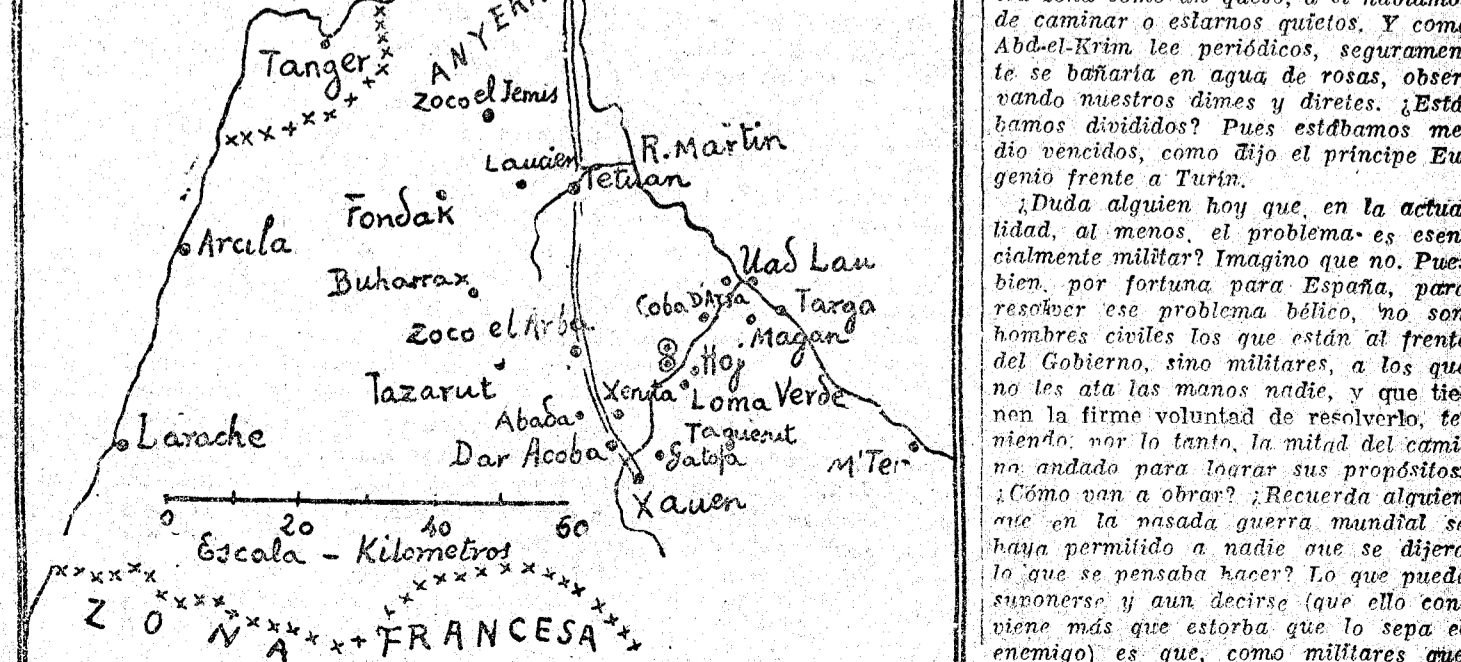 ANYERA
Tanger
Zoco el Jemis
Laucien
R. Martin
Tetuan
Fondak
Arcila
Uad Lau
Buharrax
Coba D'Arsa
Targa
Zoco el Arba
Magan
Hoj
Tazarut
Xeruta
Loma Verde
Abada
Larache
Taguesut
Dar Acoba
M'Ter
Xauen
0 20 40 60
Escala - Kilometros
ZONA FRANCESA
de caminar o estarnos quietos. Y com
Abd-el-Krim lee periódicos, seguramen
te se bañaría en agua de rosas, obser
vando nuestros dimes y diretes. ¿Está
bamos divididos? Pues estábamos me
dio vencidos, como dijo el príncipe Eu
genio frente a Turín.
¿Duda alguien hoy que, en la actua
lidad, al menos, el problema es esen
cialmente militar? Imagino que no. Pue
bien, por fortuna para España, para
resolver ese problema bélico, no son
hombres civiles los que están al frente
del Gobierno, sino militares, a los que
no les ata las manos nadie, y que tie
nen la firme voluntad de resolverlo, te
niendo, por lo tanto, la mitad del cami
no andado para lograr sus propósitos.
¿Cómo van a obrar? ¿Recuerda alguien
que en la pasada guerra mundial se
haya permitido a nadie que se dijera
lo que se pensaba hacer? Lo que puede
suponerse y aun decirse (que ello con
viene más que estorba que lo sepa el
enemigo) es que, como militares que